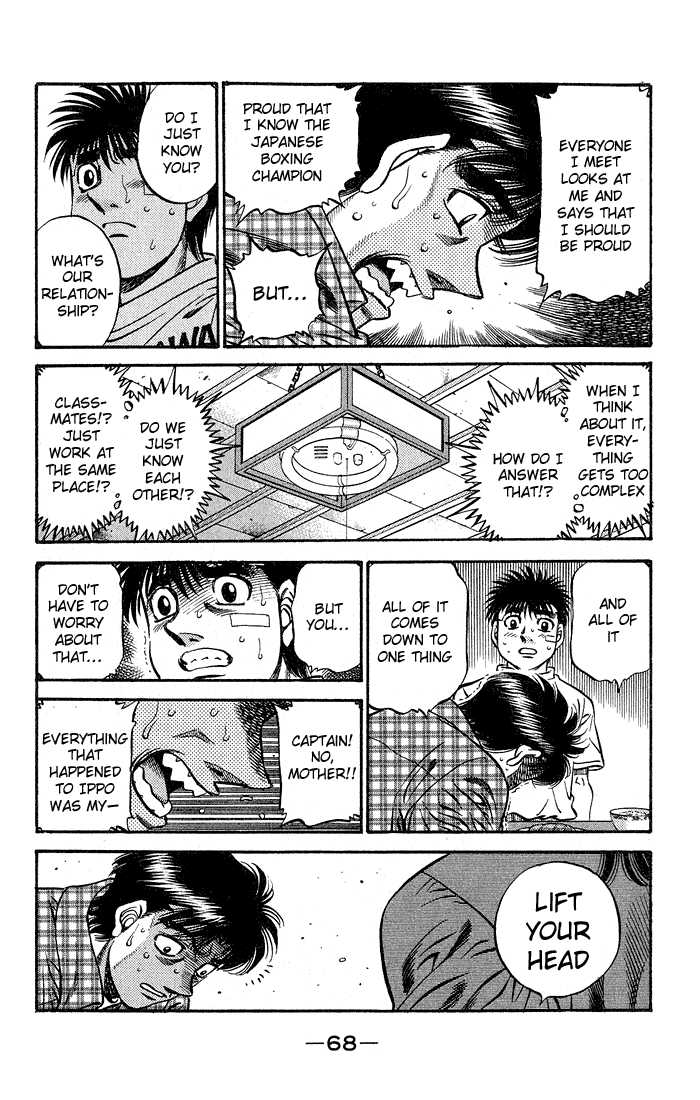 EVERYONE
I MEET
LOOKS AT
ME AND
SAYS THAT
I SHOULD
BE PROUD
PROUD THAT
I KNOW THE
JAPANESE
BOXING
CHAMPION
BUT...
DO I
JUST
KNOW
YOU?
WHAT'S
OUR
RELATION-
SHIP?
WA
WHEN I
THINK
ABOUT IT,
EVERY-
THING
GETS TOO
COMPLEX
HOW DO I
ANSWER
THAT!?
DO WE
JUST
KNOW
EACH
OTHER!?
CLASS-
MATES!?
JUST
WORK AT
THE SAME
PLACE!?
AND
ALL OF
IT
ALL OF IT
COMES
DOWN TO
ONE THING
BUT
YOU...
DON'T
HAVE TO
WORRY
ABOUT
THAT...
CAPTAIN!
NO,
MOTHER!!
EVERYTHING
THAT
HAPPENED
TO IPPO
WAS MY—
LIFT
YOUR
HEAD
—68—